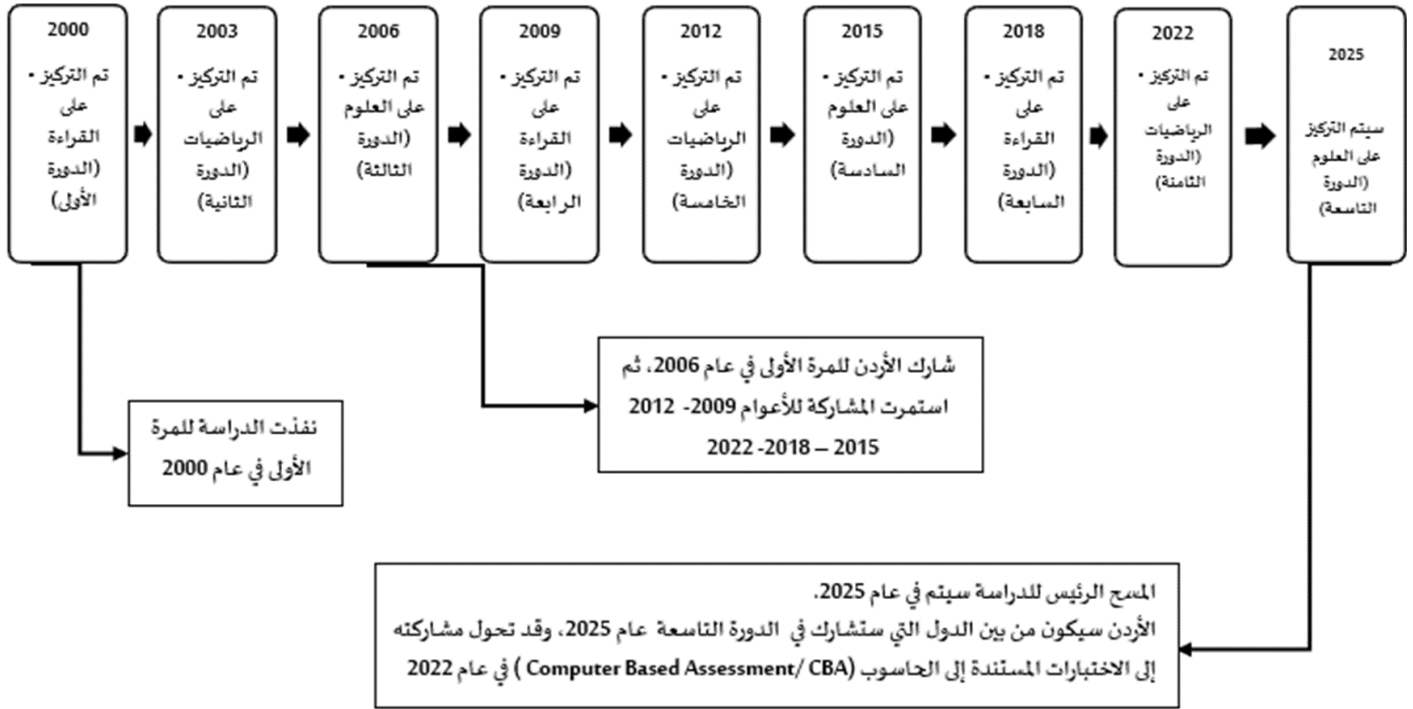 2000
تم التركيز •
على
القراءة
(الدورة
الأولى)
2003
تم التركيز •
على
الرياضيات
(الدورة
الثانية)
2006
تم التركيز •
على العلوم
(الدورة
الثالثة)
2009
تم التركيز •
على
القراءة
(الدورة
الرابعة)
2012
تم التركيز •
على
الرياضيات
(الدورة
الخامسة)
2015
تم التركيز •
على العلوم
(الدورة
السادسة)
2018
تم التركيز •
على
القراءة
(الدورة
السابعة)
2022
تم التركيز •
على
الرياضيات
(الدورة
الثامنة)
2025
سيتم التركيز
على العلوم
(الدورة
التاسعة)
شارك الأردن للمرة الأولى في عام 2006، ثم
استمرت المشاركة للأعوام 2009- 2012
2015 – 2018- 2022
نفذت الدراسة للمرة
الأولى في عام 2000
المسح الرئيس للدراسة سيتم في عام 2025.
الأردن سيكون من بين الدول التي ستشارك في الدورة التاسعة عام 2025، وقد تحول مشاركته
إلى الاختبارات المستندة إلى الحاسوب (Computer Based Assessment/ CBA ) في عام 2022